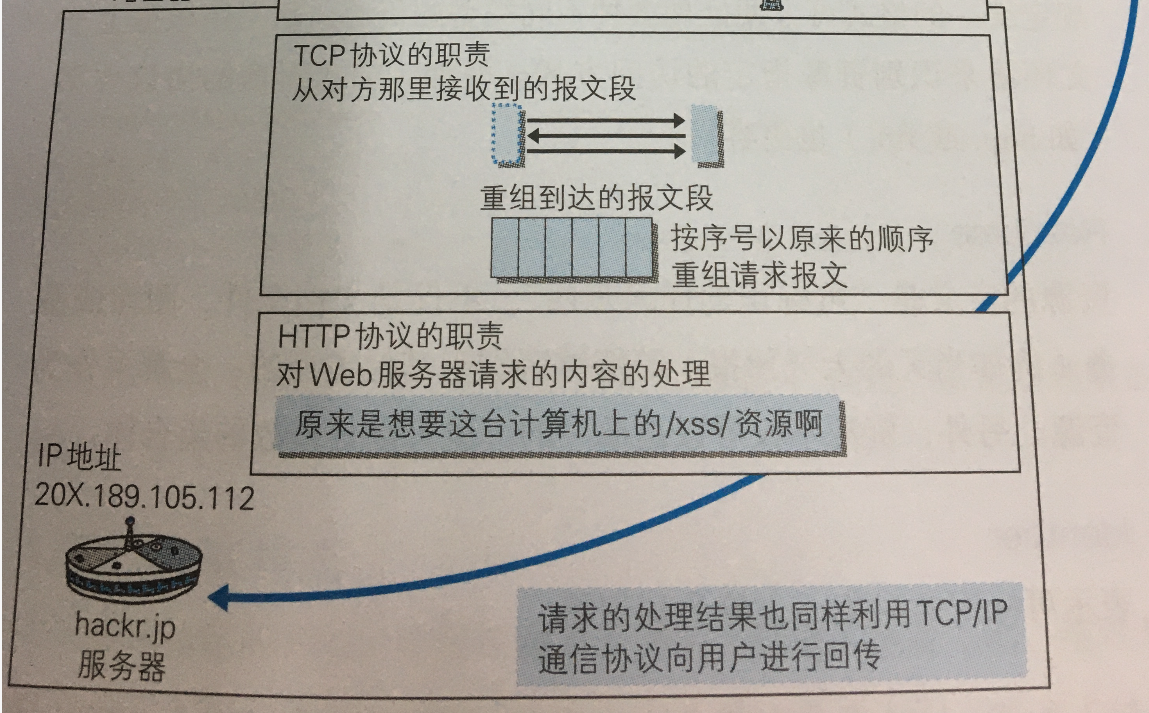 TCP协议的职责
从对方那里接收到的报文段
重组到达的报文段
按序号以原来的顺序
重组请求报文
HTTP协议的职责
对Web服务器请求的内容的处理
原来是想要这台计算机上的/xss/资源啊
IP地址
20X.189.105.112
hackr.jp
服务器
请求的处理结果也同样利用TCP/IP
通信协议向用户进行回传